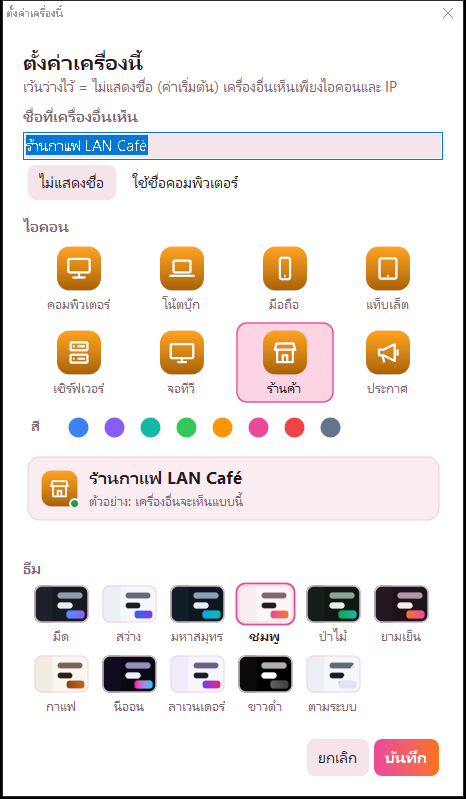 ตั้งค่าเครื่องนี้
ตั้งค่าเครื่องนี้
เว้นว่างไว้ = ไม่แสดงชื่อ (ค่าเริ่มต้น) เครื่องอื่นเห็นเพียงไอคอนและ IP
ชื่อที่เครื่องอื่นเห็น
ร้านกาแฟ LAN Café
ไม่แสดงชื่อ ใช้ชื่อคอมพิวเตอร์
ไอคอน
คอมพิวเตอร์ โน้ตบุ๊ก มือถือ แท็บเล็ต
เซิร์ฟเวอร์ จอทีวี ร้านค้า ประกาศ
สี
ร้านกาแฟ LAN Café
ตัวอย่าง: เครื่องอื่นจะเห็นแบบนี้
ธีม
มืด สว่าง มหาสมุทร ชมพู ป่าไม้ ยามเย็น
กาแฟ นีออน ลาเวนเดอร์ ขาวดำ ตามระบบ
ยกเลิก บันทึก